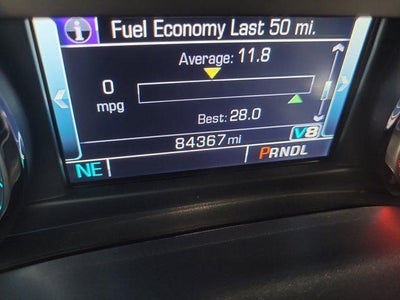 Fuel Economy Last 50 mi.
Average: 11.8
0
mpg
Best: 28.0
V8
84367 mi
NE
PRNDL